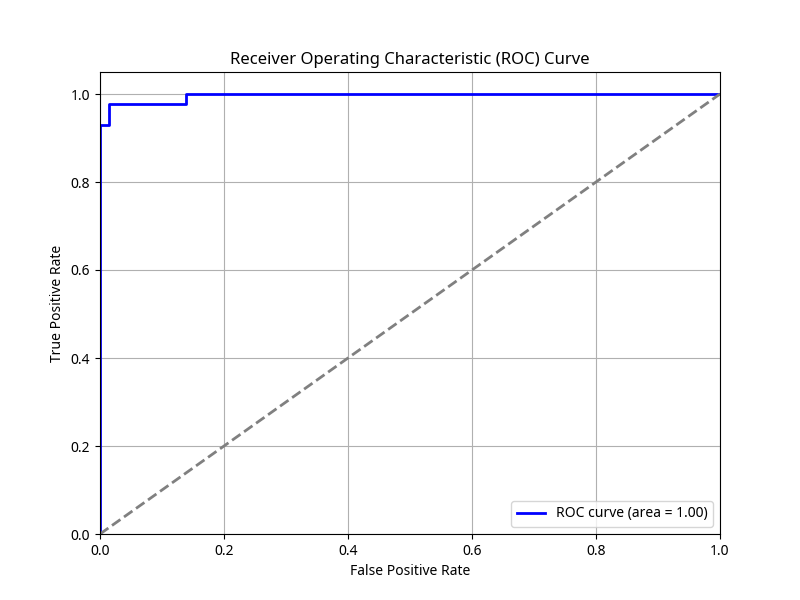 Receiver Operating Characteristic (ROC) Curve
1.0
0.8
0.6
0.4
0.2
0.0
True Positive Rate
ROC curve (area = 1.00)
0.0 0.2 0.4 0.6 0.8 1.0
False Positive Rate